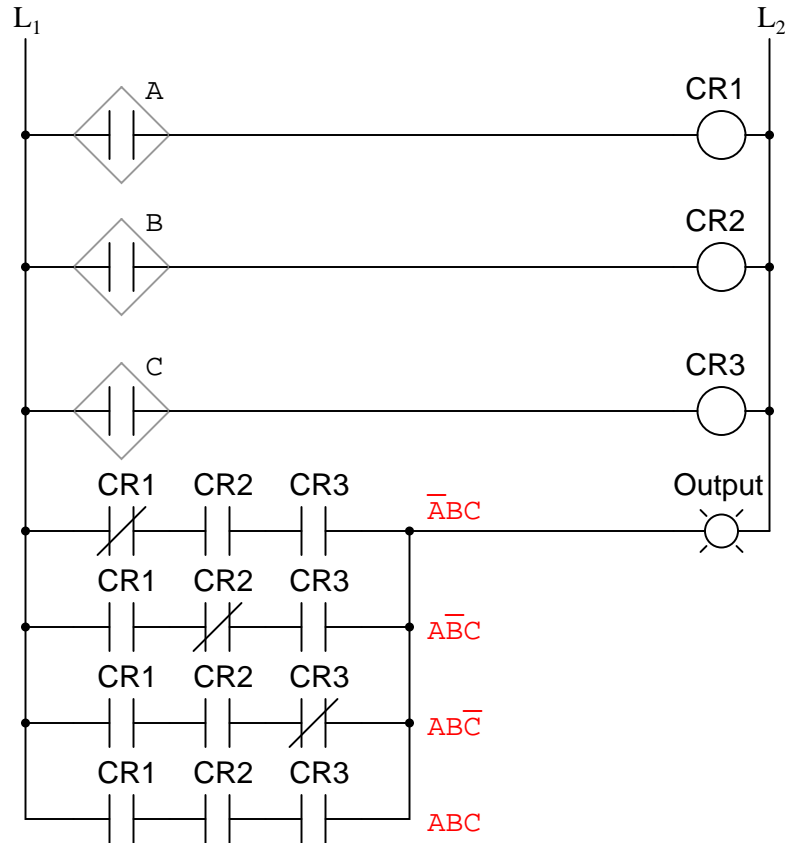 L₁ L₂
A CR1
B CR2
C CR3
CR1 CR2 CR3 A̅BC Output
CR1 CR2 CR3 AB̅C
CR1 CR2 CR3 ABC̅
CR1 CR2 CR3 ABC